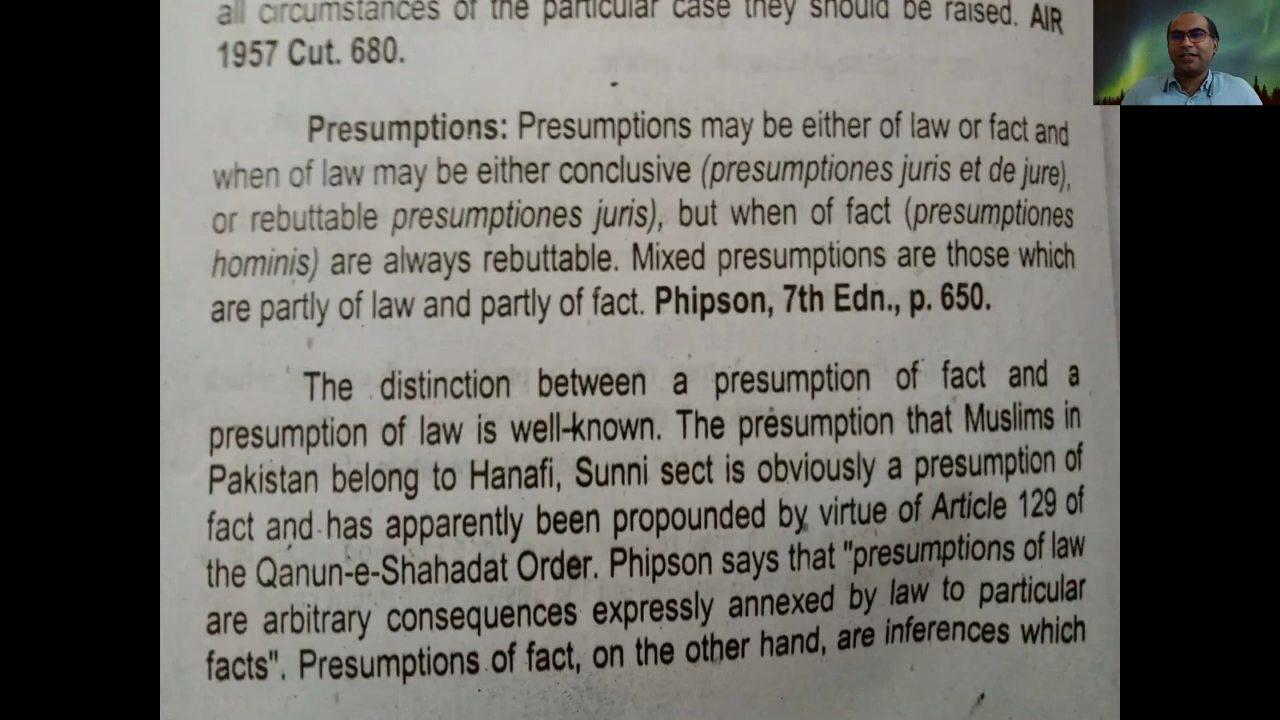 all circumstances of the particular case they should be raised. AIR
1957 Cut. 680.
Presumptions: Presumptions may be either of law or fact and
when of law may be either conclusive (presumptiones juris et de jure),
or rebuttable presumptiones juris), but when of fact (presumptiones
hominis) are always rebuttable. Mixed presumptions are those which
are partly of law and partly of fact. Phipson, 7th Edn., p. 650.
The distinction between a presumption of fact and a
presumption of law is well-known. The presumption that Muslims in
Pakistan belong to Hanafi, Sunni sect is obviously a presumption of
fact and has apparently been propounded by virtue of Article 129 of
the Qanun-e-Shahadat Order. Phipson says that "presumptions of law
are arbitrary consequences expressly annexed by law to particular
facts". Presumptions of fact, on the other hand, are inferences which